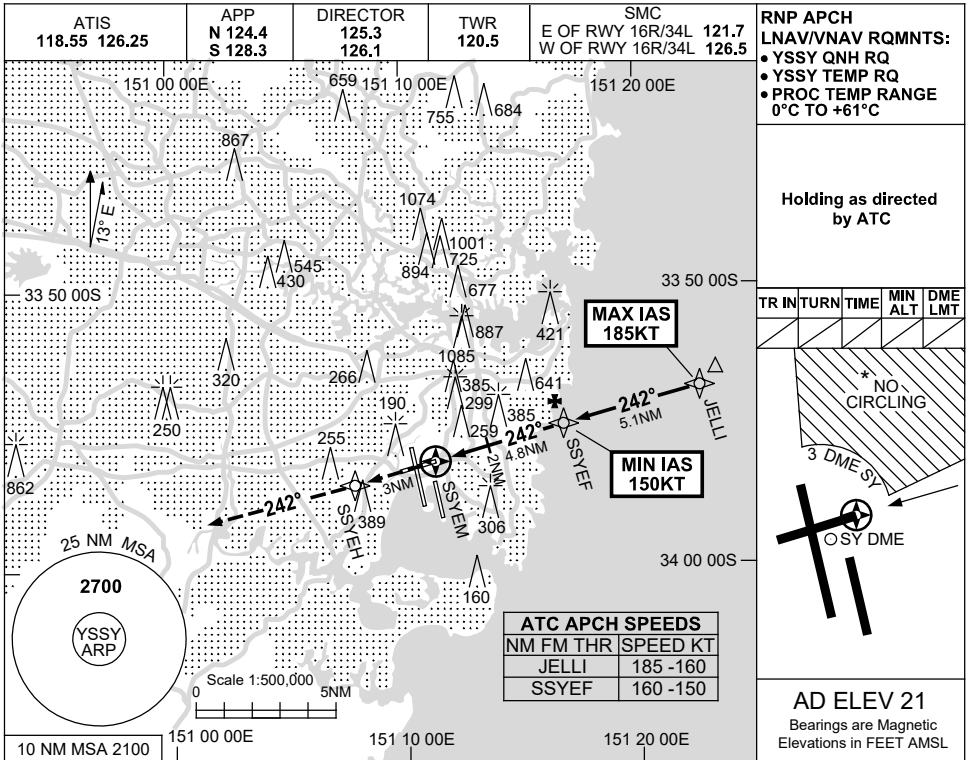 ATIS
118.55 126.25
APP
N 124.4
S 128.3
DIRECTOR
125.3
126.1
TWR
120.5
SMC
E OF RWY 16R/34L 121.7
W OF RWY 16R/34L 126.5
RNP APCH
LNAV/VNAV RQMNTS:
• YSSY QNH RQ
• YSSY TEMP RQ
• PROC TEMP RANGE
0°C TO +61°C
Holding as directed
by ATC
TR IN TURN TIME MIN ALT DME LMT
* NO
CIRCLING
3 DME SY
SY DME
AD ELEV 21
Bearings are Magnetic
Elevations in FEET AMSL
151 00 00E
659
151 10 00E
755
684
151 20 00E
867
13° E
1074
1001
725
894
545
430
677
33 50 00S
33 50 00S
887
421
MAX IAS
185KT
320
266
1085
385
641
299
385
259
190
250
255
862
242°
5.1NM
JELLI
242°
4.8NM
SSYEF
2NM
MIN IAS
150KT
3NM
SSYEM
242°
SSYEH
389
306
160
34 00 00S
25 NM MSA
2700
YSSY
ARP
Scale 1:500,000
0 5NM
ATC APCH SPEEDS
NM FM THR SPEED KT
JELLI 185 -160
SSYEF 160 -150
10 NM MSA 2100
151 00 00E
151 10 00E
151 20 00E